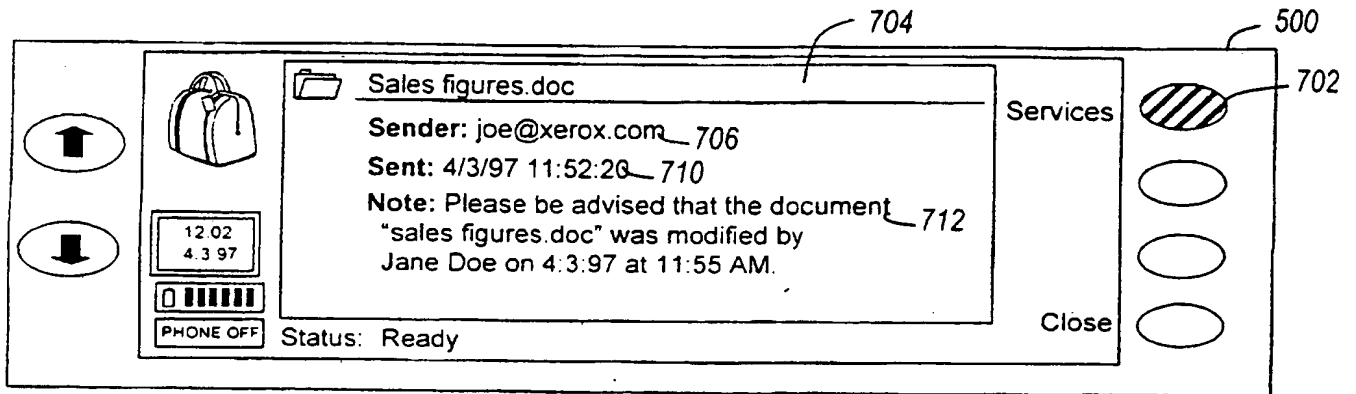 704
500
Sales figures.doc
702
Services
Sender: joe@xerox.com 706
Sent: 4/3/97 11:52:20 710
Note: Please be advised that the document 712
"sales figures.doc" was modified by
Jane Doe on 4:3:97 at 11:55 AM.
12.02
4.3 97
PHONE OFF
Status: Ready
Close